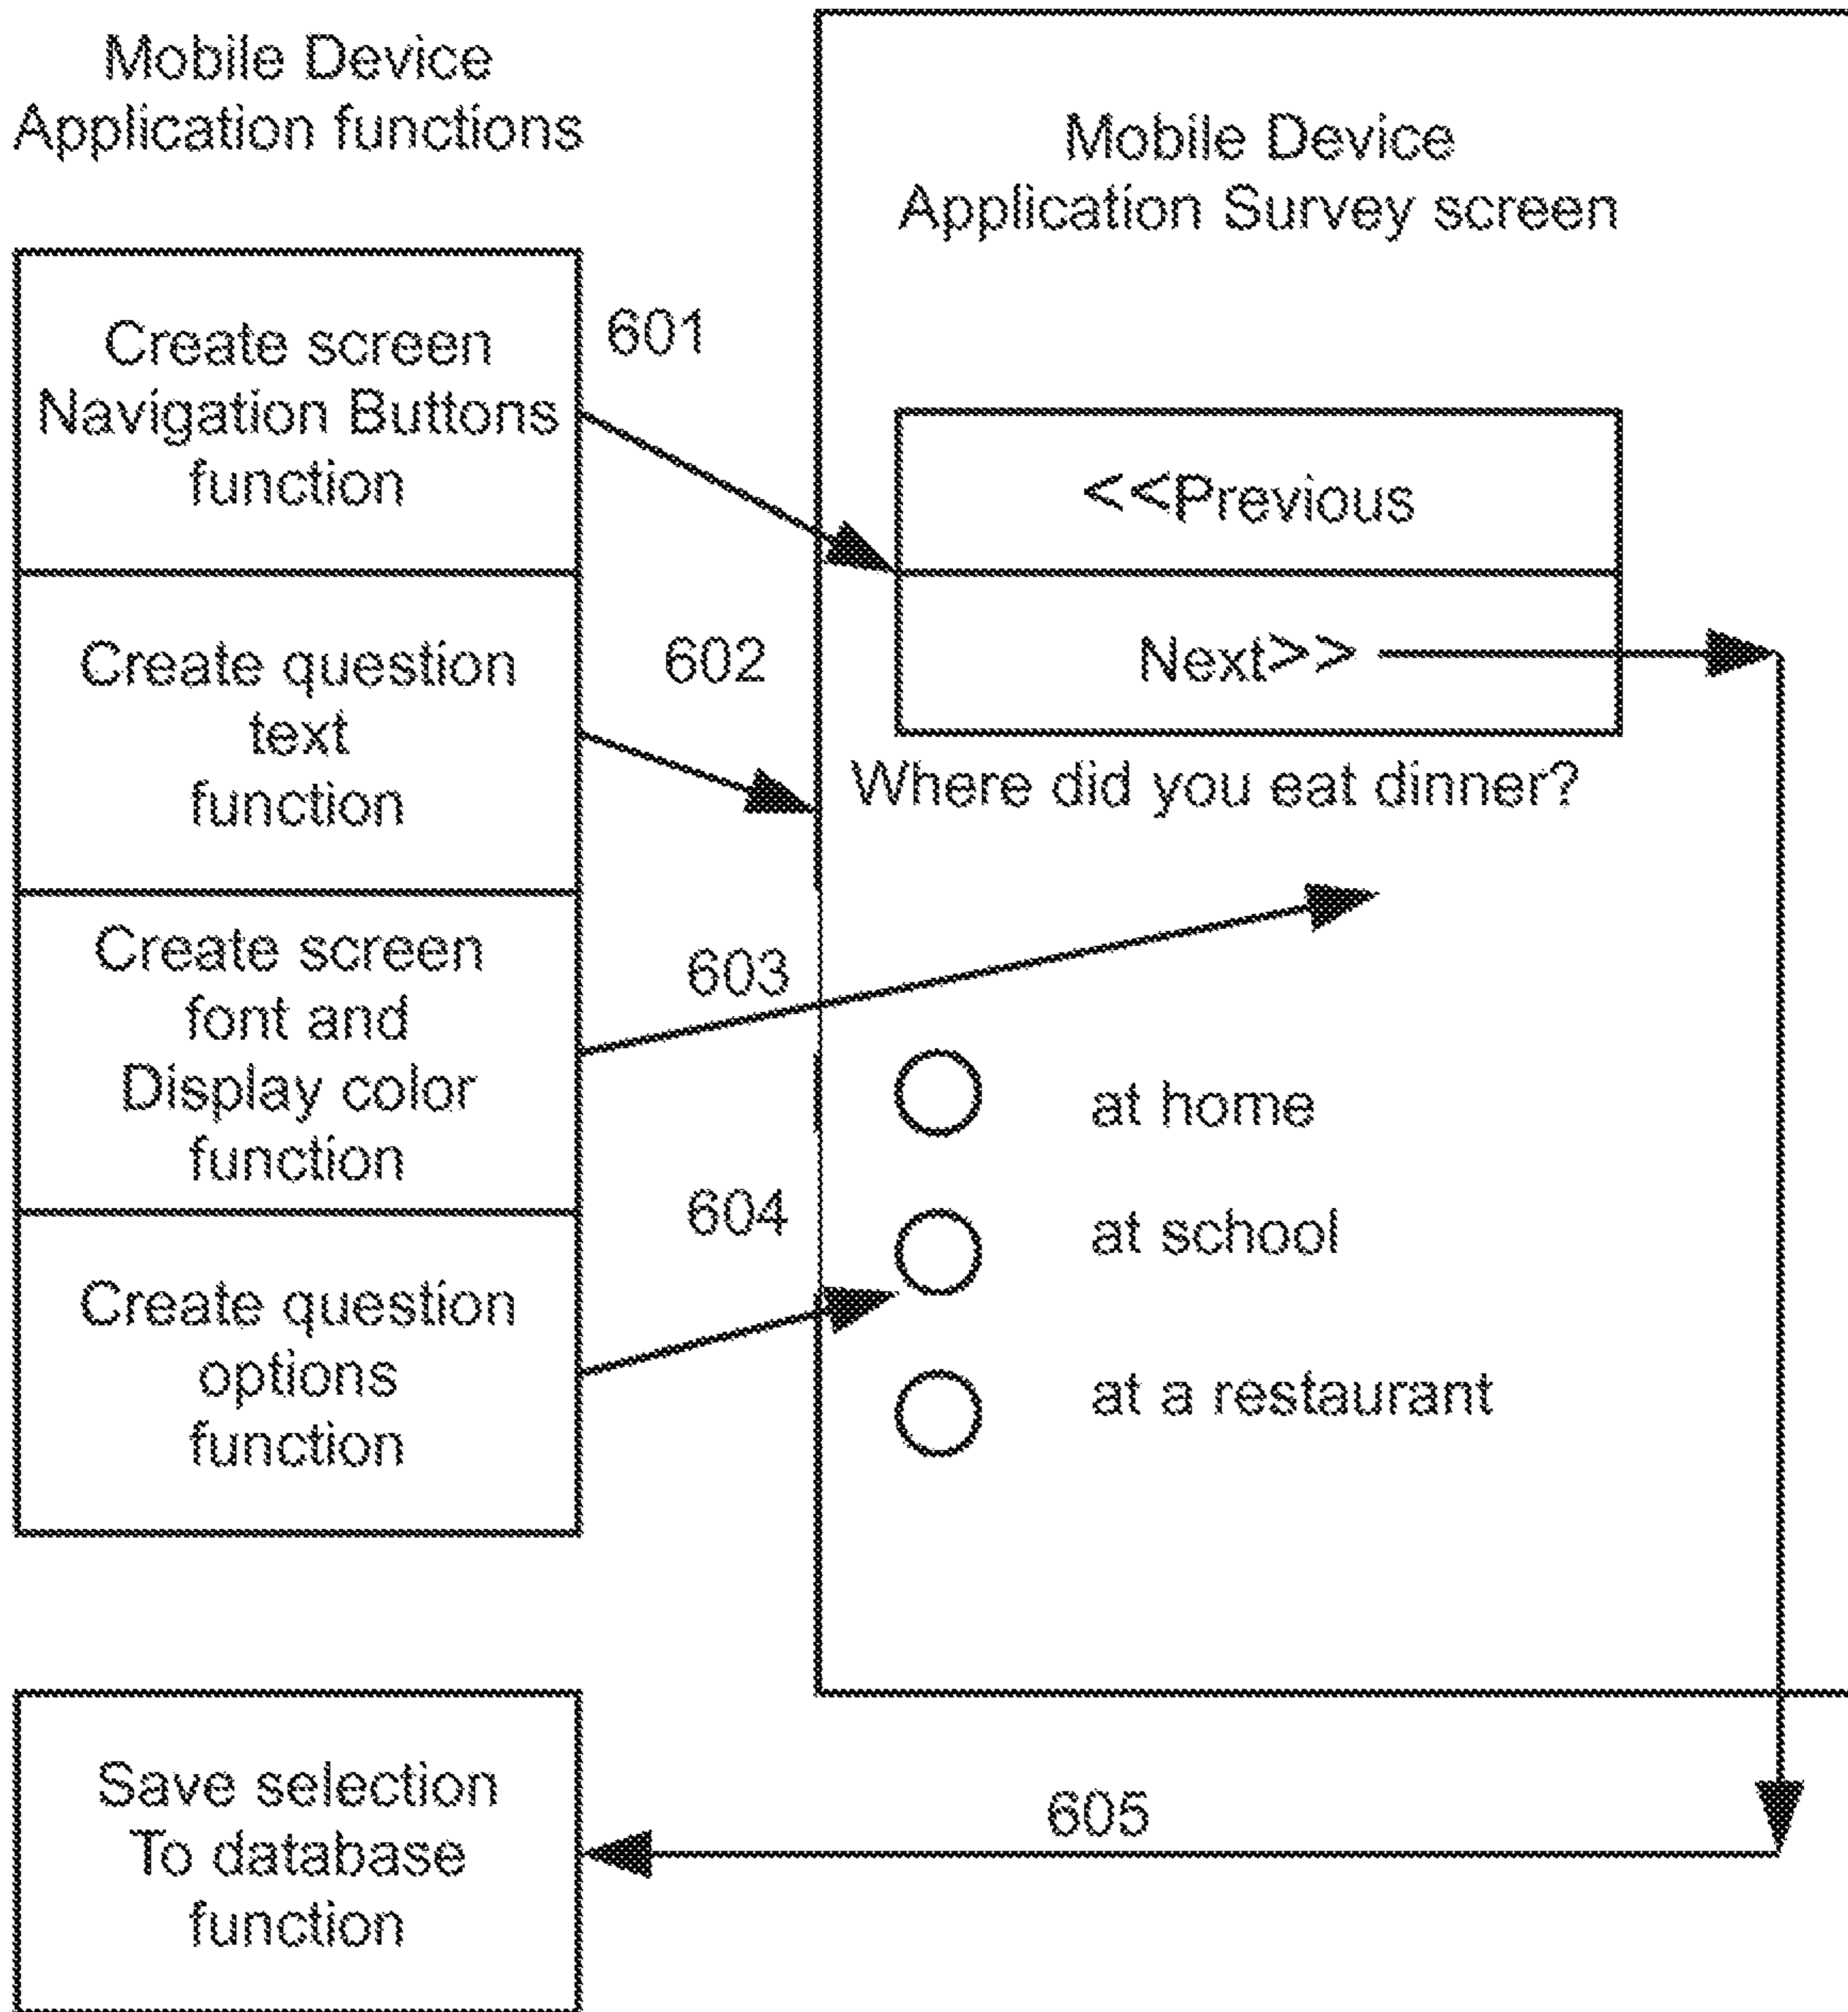 Mobile Device
Application functions
Create screen
Navigation Buttons
function
601
Create question
text
function
602
Create screen
font and
Display color
function
603
Create question
options
function
604
Mobile Device
Application Survey screen
<<Previous
Next>>
Where did you eat dinner?
at home
at school
at a restaurant
Save selection
To database
function
605